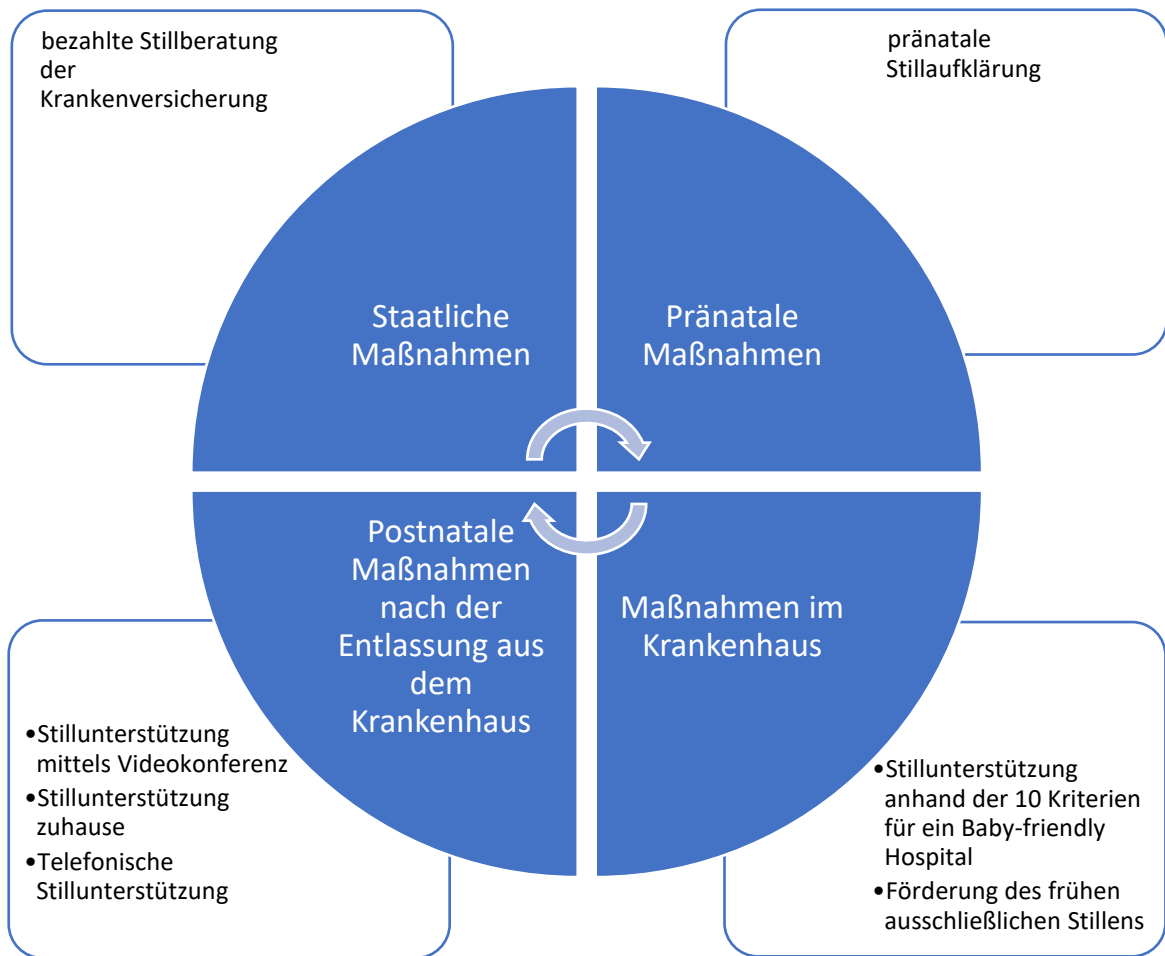 bezahlte Stillberatung
der
Krankenversicherung
pränatale
Stillaufklärung
Staatliche
Maßnahmen
Pränatale
Maßnahmen
Postnatale
Maßnahmen
nach der
Entlassung aus
dem
Krankenhaus
Maßnahmen im
Krankenhaus
•Stillunterstützung
mittels Videokonferenz
•Stillunterstützung
zuhause
•Telefonische
Stillunterstützung
•Stillunterstützung
anhand der 10 Kriterien
für ein Baby-friendly
Hospital
•Förderung des frühen
ausschließlichen Stillens